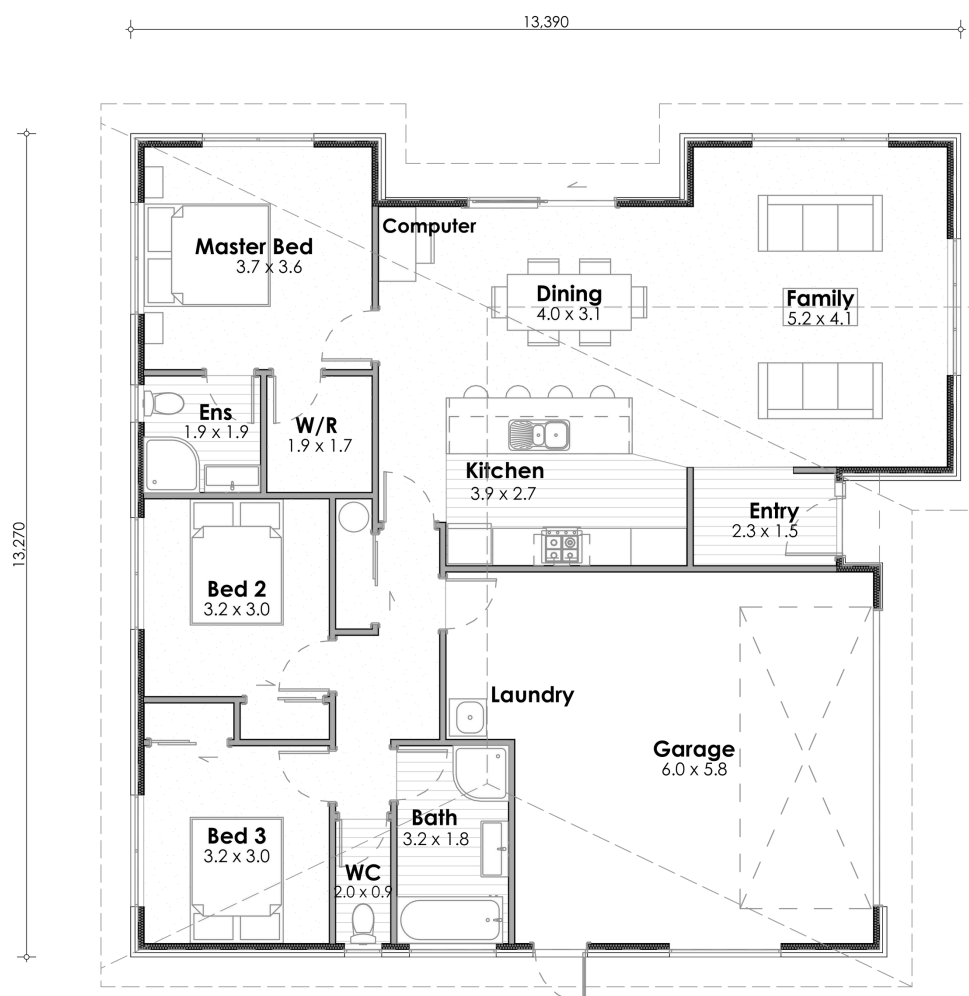 13,390
13,270
Master Bed
3.7 x 3.6
Computer
Dining
4.0 x 3.1
Family
5.2 x 4.1
Ens
1.9 x 1.9
W/R
1.9 x 1.7
Kitchen
3.9 x 2.7
Entry
2.3 x 1.5
Bed 2
3.2 x 3.0
Laundry
Garage
6.0 x 5.8
Bed 3
3.2 x 3.0
Bath
3.2 x 1.8
WC
2.0 x 0.9